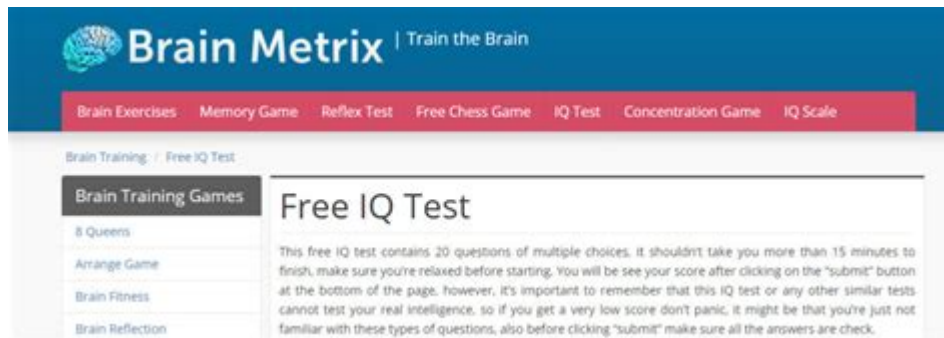 Brain Metrix | Train the Brain
Brain Exercises Memory Game Reflex Test Free Chess Game IQ Test Concentration Game IQ Scale
Brain Training / Free IQ Test
Brain Training Games
8 Queens
Arrange Game
Brain Fitness
Brain Reflection
Free IQ Test
This free IQ test contains 20 questions of multiple choices, it shouldn't take you more than 15 minutes to
finish, make sure you're relaxed before starting. You will be see your score after clicking on the "submit" button
at the bottom of the page, however, it's important to remember that this IQ test or any other similar tests
cannot test your real intelligence, so if you get a very low score don't panic, it might be that you're just not
familiar with these types of questions, also before clicking "submit" make sure all the answers are check.